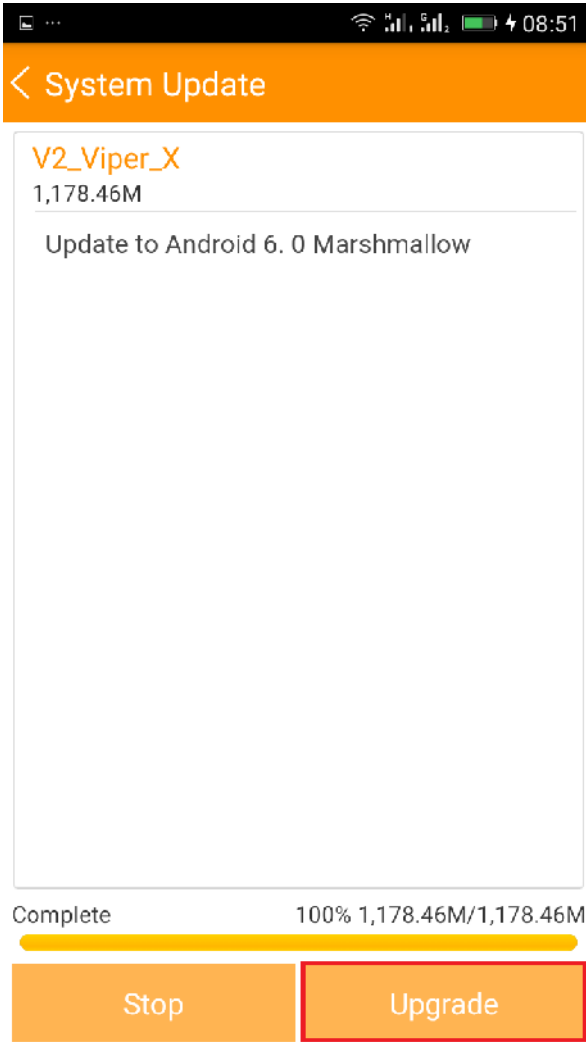 ... 08:51
System Update
V2_Viper_X
1,178.46M
Update to Android 6. 0 Marshmallow
Complete 100% 1,178.46M/1,178.46M
Stop Upgrade